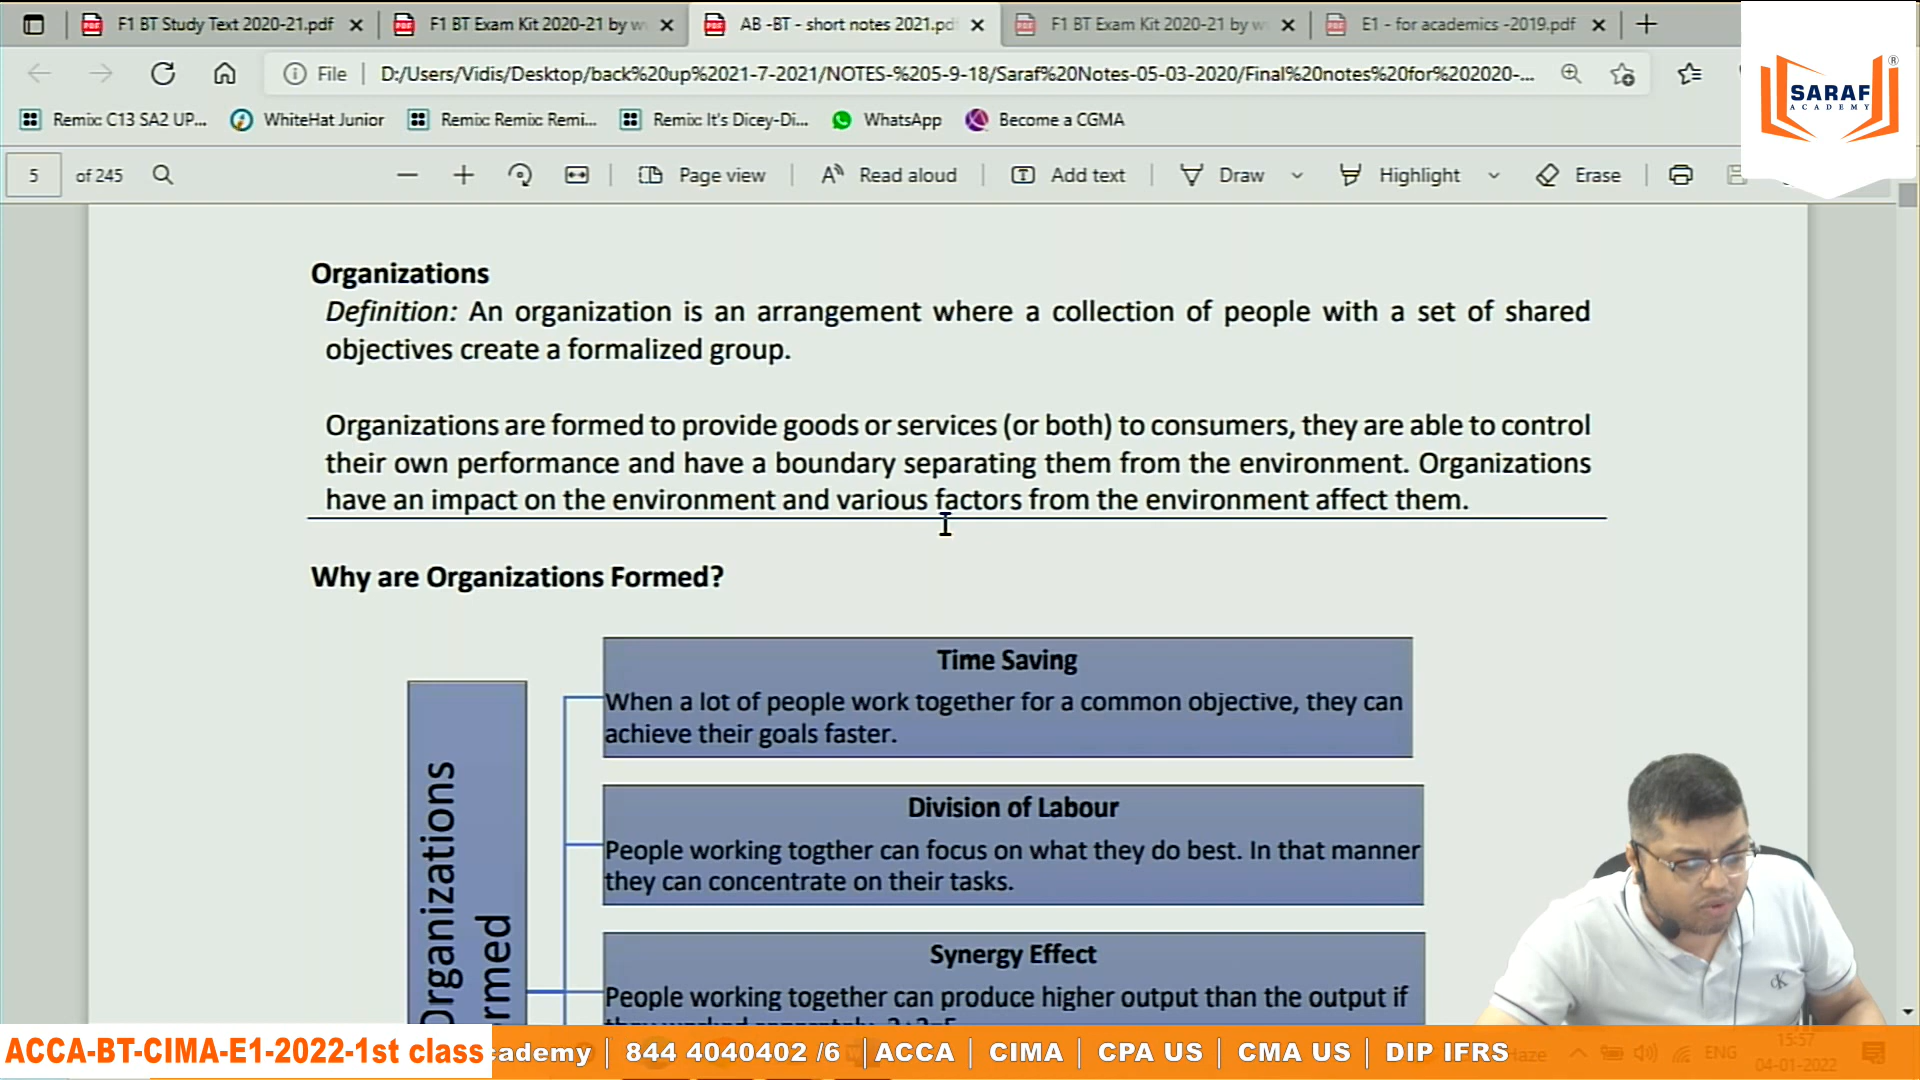 F1 BT Study Text 2020-21.pdf
F1 BT Exam Kit 2020-21 by w
AB -BT - short notes 2021.pd
F1 BT Exam Kit 2020-21 by w
E1 - for academics -2019.pdf
File
D:/Users/Vidis/Desktop/back%20up%2021-7-2021/NOTES-%205-9-18/Saraf%20Notes-05-03-2020/Final%20notes%20for%202020-...
SARAF
ACADEMY
®
Remix: C13 SA2 UP...
WhiteHat Junior
Remix: Remix: Remi...
Remix: It's Dicey-Di...
WhatsApp
Become a CGMA
5 of 245
Page view
Read aloud
Add text
Draw
Highlight
Erase
Organizations
Definition: An organization is an arrangement where a collection of people with a set of shared
objectives create a formalized group.
Organizations are formed to provide goods or services (or both) to consumers, they are able to control
their own performance and have a boundary separating them from the environment. Organizations
have an impact on the environment and various factors from the environment affect them.
Why are Organizations Formed?
Organizations
rmed
Time Saving
When a lot of people work together for a common objective, they can
achieve their goals faster.
Division of Labour
People working togther can focus on what they do best. In that manner
they can concentrate on their tasks.
Synergy Effect
People working together can produce higher output than the output if
cK
ACCA-BT-CIMA-E1-2022-1st class
cademy | 844 4040402 /6 | ACCA | CIMA | CPA US | CMA US | DIP IFRS
Haze
ENG
15:57
04-01-2022